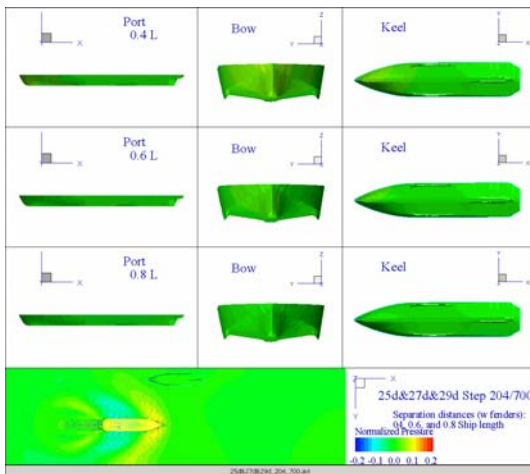 Port
0.4 L
Bow
Keel
Port
0.6 L
Bow
Keel
Port
0.8 L
Bow
Keel
25d&27d&29d Step 204/700
Separation distances (w fenders):
04, 0.6, and 0.8 Ship length
Normalized Pressure
-0.2 -0.1 0.0 0.1 0.2